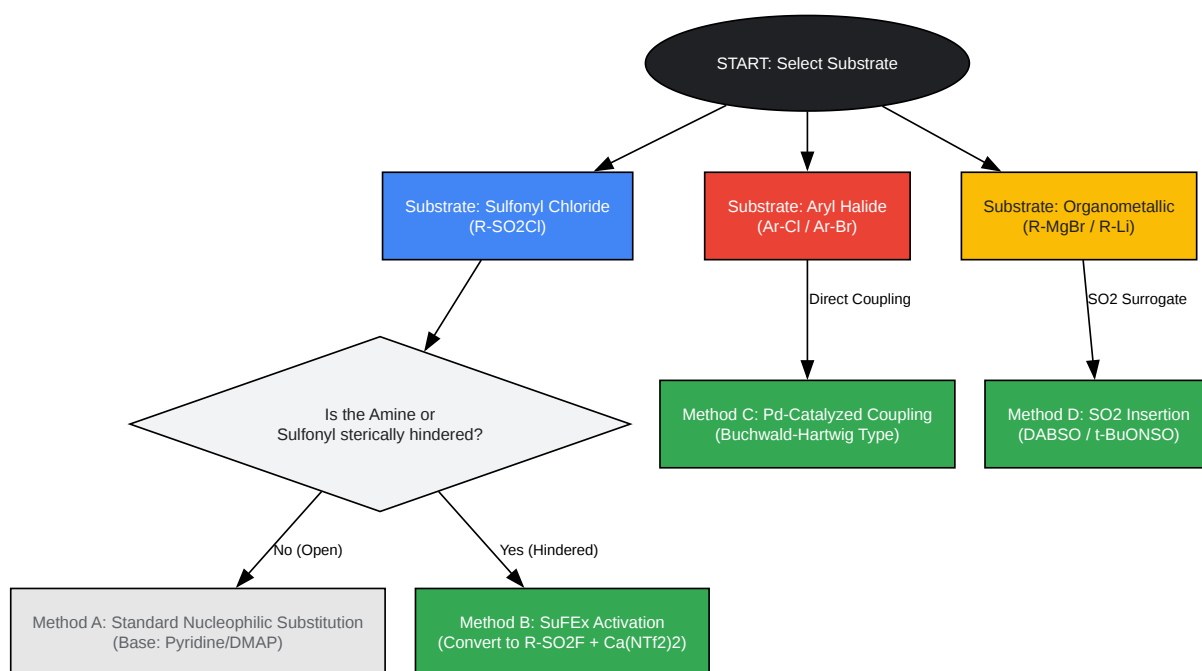 START: Select Substrate
Substrate: Sulfonyl Chloride
(R-SO2Cl)
Substrate: Aryl Halide
(Ar-Cl / Ar-Br)
Substrate: Organometallic
(R-MgBr / R-Li)
Direct Coupling
SO2 Surrogate
Is the Amine or
Sulfonyl sterically hindered?
Method C: Pd-Catalyzed Coupling
(Buchwald-Hartwig Type)
Method D: SO2 Insertion
(DABSO / t-BuONSO)
No (Open)
Yes (Hindered)
Method A: Standard Nucleophilic Substitution
(Base: Pyridine/DMAP)
Method B: SuFEx Activation
(Convert to R-SO2F + Ca(NTf2)2)